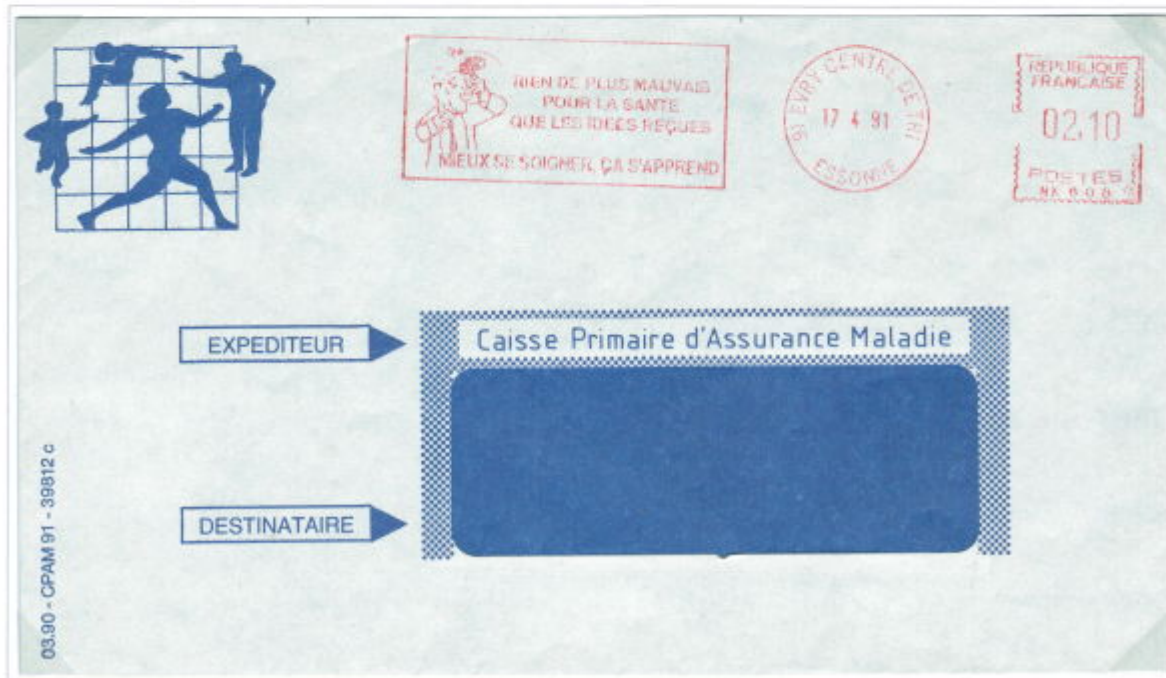 RIEN DE PLUS MAUVAIS
POUR LA SANTE
QUE LES IDEES REÇUES
MIEUX SE SOIGNER, ÇA S'APPREND
91 EVRY CENTRE DE TRI
17 4 91
ESSONNE
REPUBLIQUE
FRANCAISE
02,10
POSTES
EXPEDITEUR
Caisse Primaire d'Assurance Maladie
DESTINATAIRE
03.90 - CPAM 91 - 39812 c